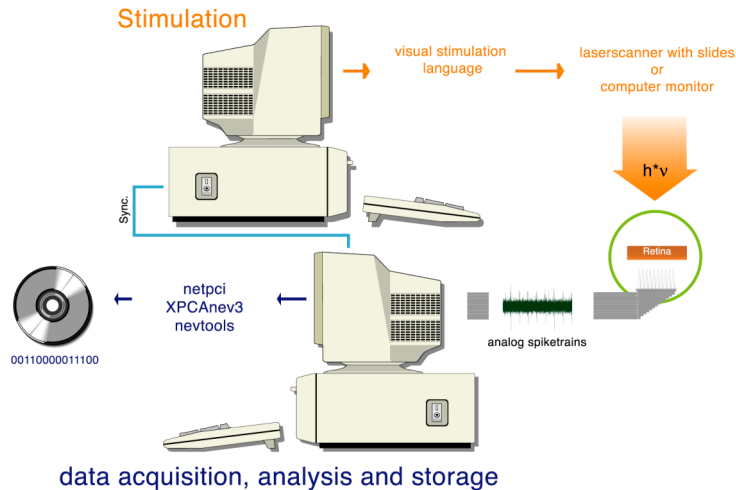 Stimulation
visual stimulation
language
laserscanner with slides
or
computer monitor
h*ν
Sync.
Retina
netpci
XPCAnev3
nevtools
00110000011100
analog spiketrains
data acquisition, analysis and storage